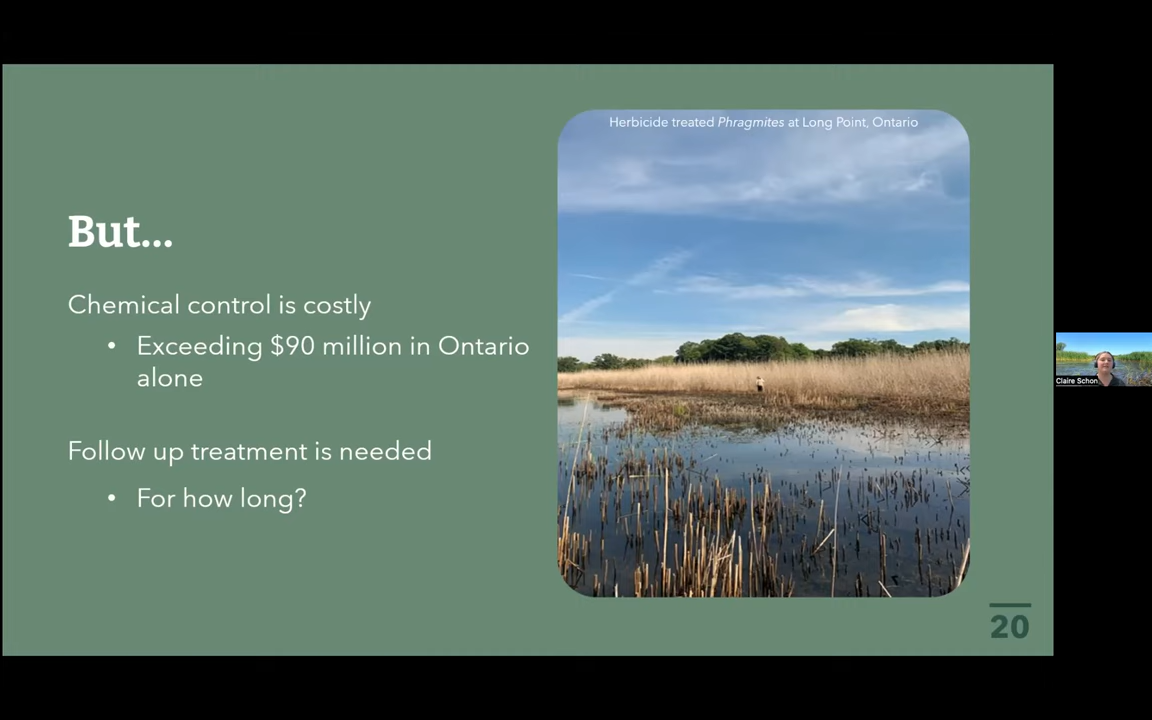 Herbicide treated Phragmites at Long Point, Ontario
But...
Chemical control is costly
• Exceeding $90 million in Ontario
alone
Follow up treatment is needed
• For how long?
20
Claire Schon